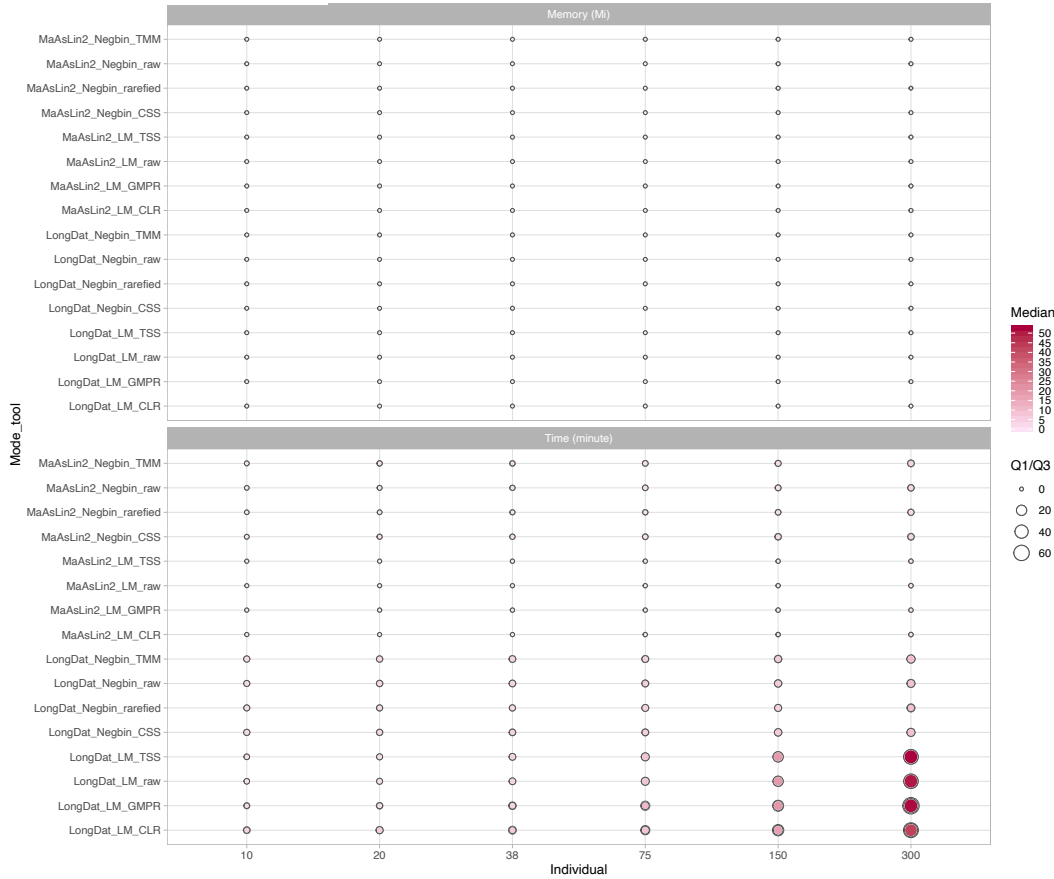 Memory (Mi)
MaAsLin2_Negbin_TMM
MaAsLin2_Negbin_raw
MaAsLin2_Negbin_rarefied
MaAsLin2_Negbin_CSS
MaAsLin2_LM_TSS
MaAsLin2_LM_raw
MaAsLin2_LM_GMPR
MaAsLin2_LM_CLR
LongDat_Negbin_TMM
LongDat_Negbin_raw
LongDat_Negbin_rarefied
LongDat_Negbin_CSS
LongDat_LM_TSS
LongDat_LM_raw
LongDat_LM_GMPR
LongDat_LM_CLR
Mode_tool
Time (minute)
MaAsLin2_Negbin_TMM
MaAsLin2_Negbin_raw
MaAsLin2_Negbin_rarefied
MaAsLin2_Negbin_CSS
MaAsLin2_LM_TSS
MaAsLin2_LM_raw
MaAsLin2_LM_GMPR
MaAsLin2_LM_CLR
LongDat_Negbin_TMM
LongDat_Negbin_raw
LongDat_Negbin_rarefied
LongDat_Negbin_CSS
LongDat_LM_TSS
LongDat_LM_raw
LongDat_LM_GMPR
LongDat_LM_CLR
10 20 38 75 150 300
Individual
Median
50
45
40
35
30
25
20
15
10
5
0
Q1/Q3
0
20
40
60